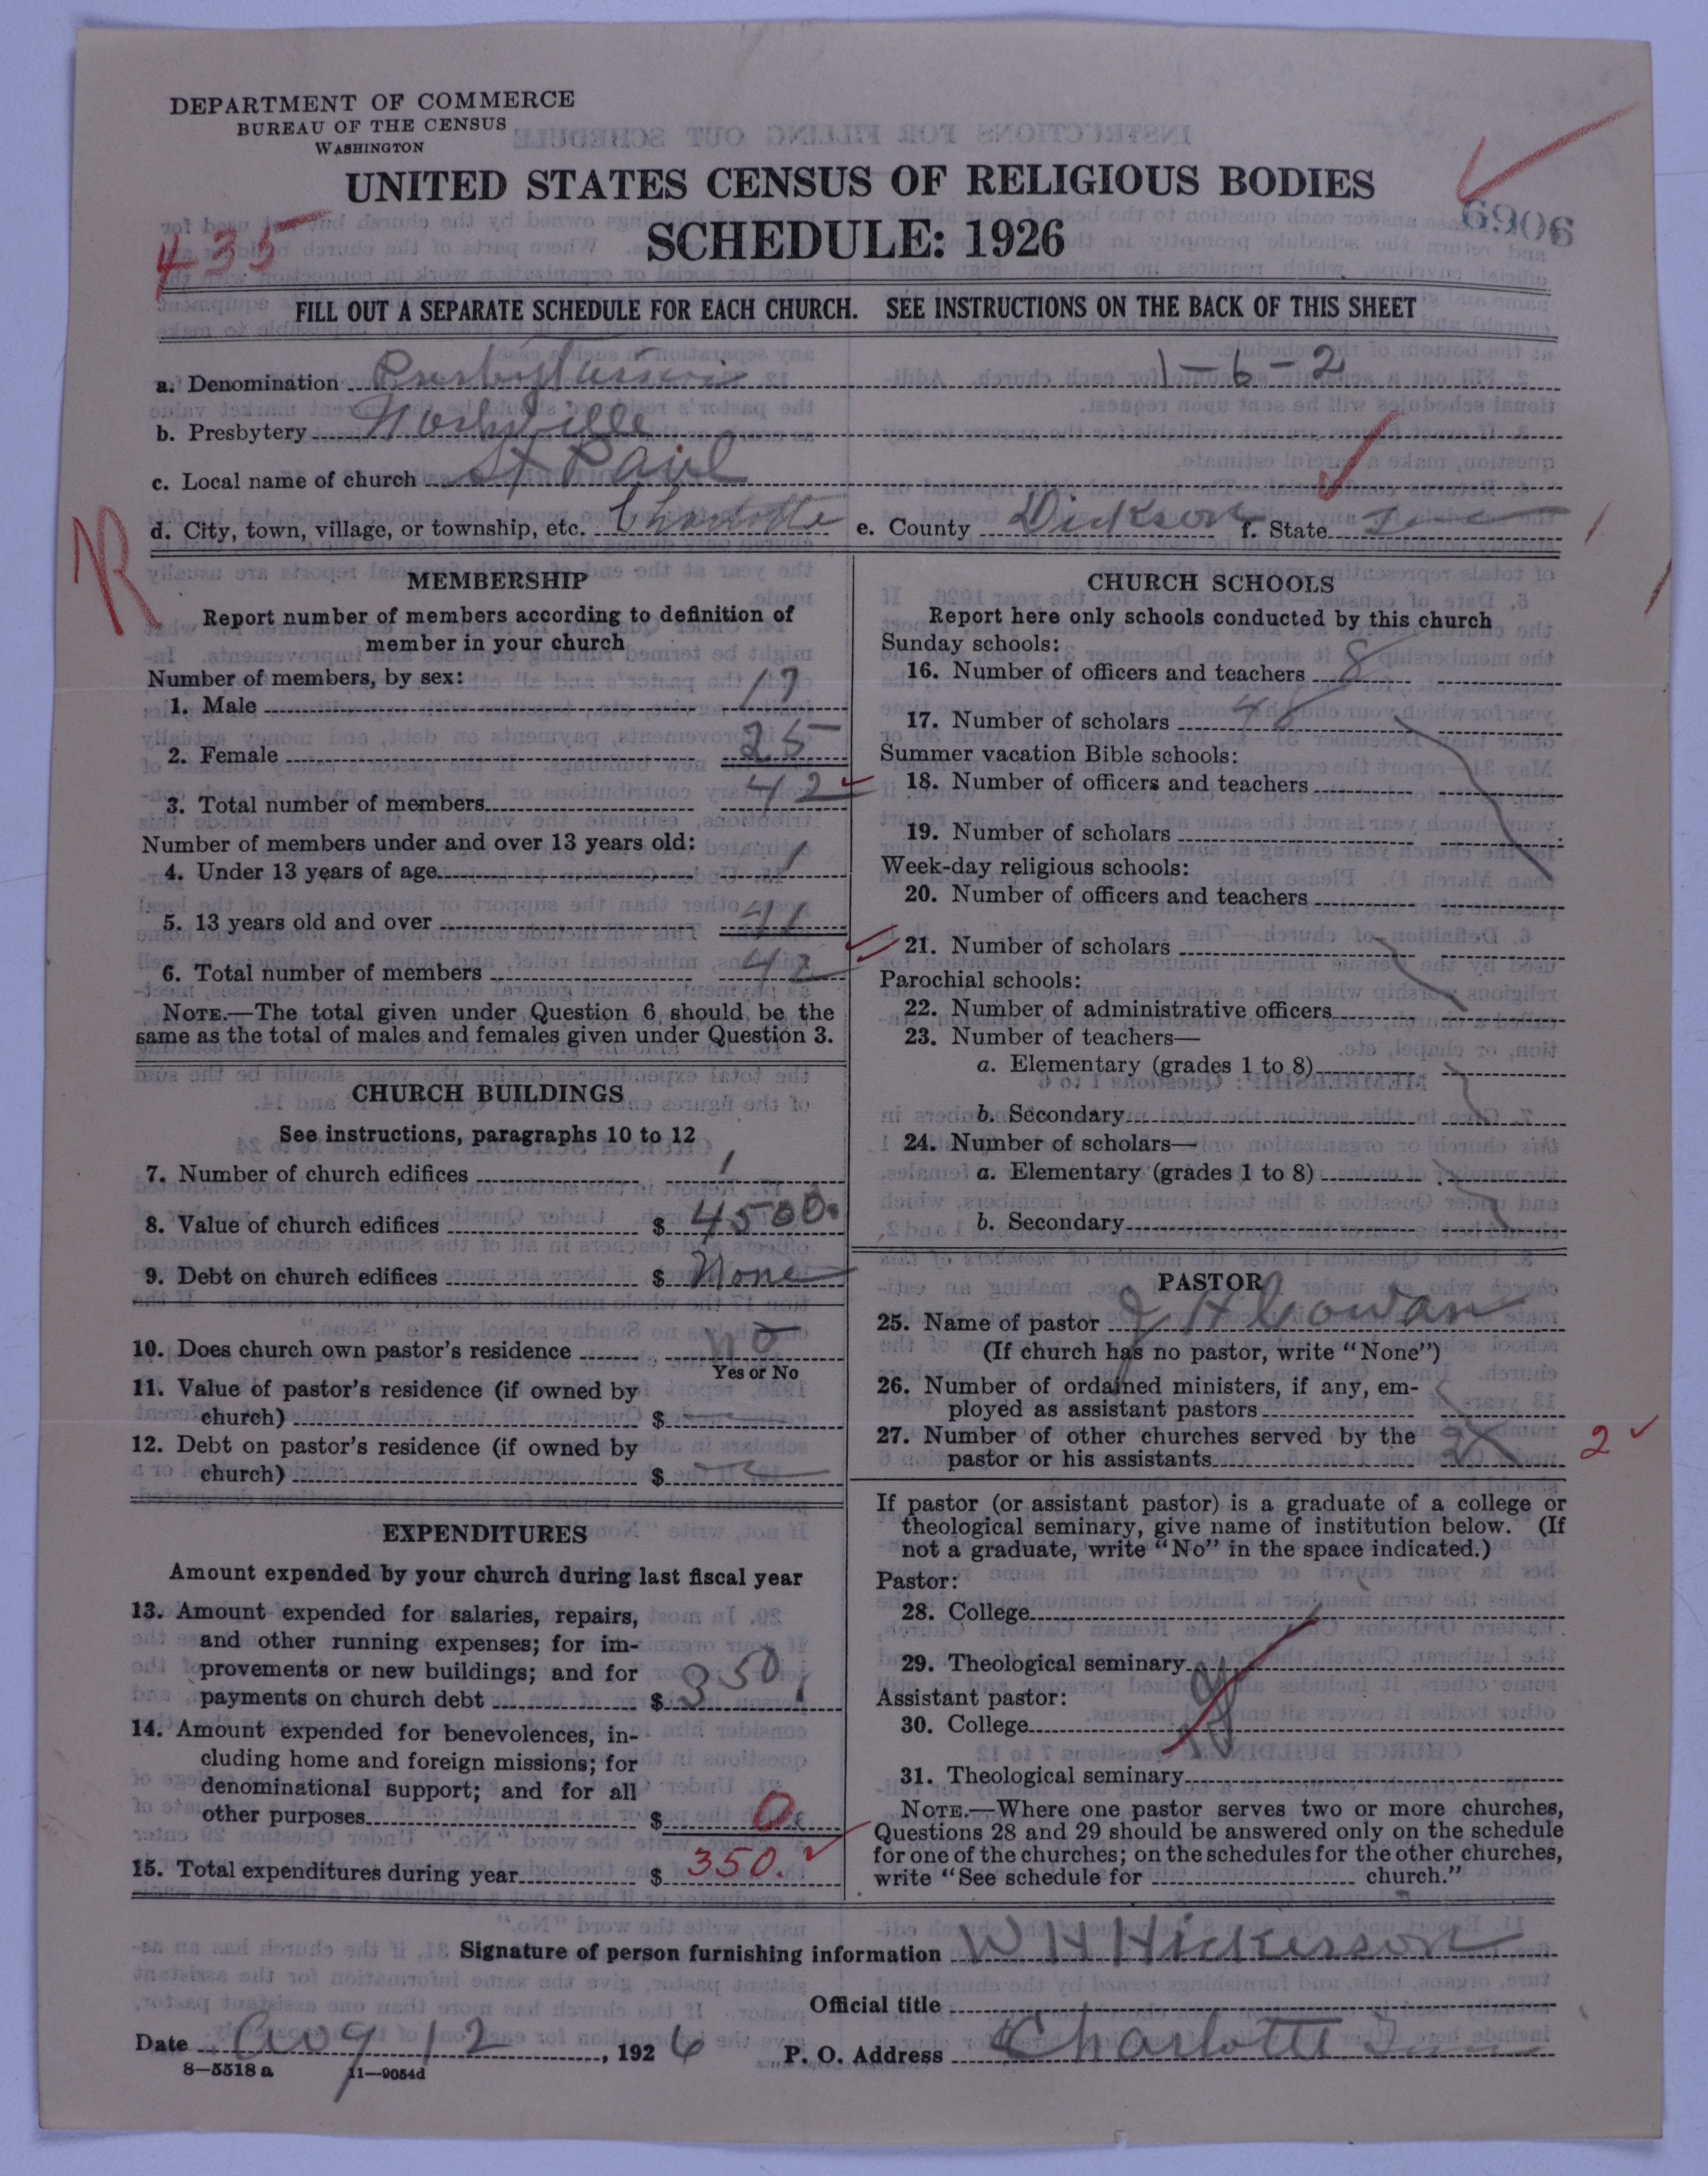 DEPARTMENT OF COMMERCE
BUREAU OF THE CENSUS
WASHINGTON
UNITED STATES CENSUS OF RELIGIOUS BODIES
SCHEDULE: 1926
69906
435
FILL OUT A SEPARATE SCHEDULE FOR EACH CHURCH. SEE INSTRUCTIONS ON THE BACK OF THIS SHEET
a. Denomination Presbyterian 1-6-2
b. Presbytery Nashville
c. Local name of church St Paul
d. City, town, village, or township, etc. Charlotte e. County Dickson f. State Tenn
R
MEMBERSHIP
Report number of members according to definition of
member in your church
Number of members, by sex:
1. Male 17
2. Female 25
3. Total number of members 42
Number of members under and over 13 years old:
4. Under 13 years of age 1
5. 13 years old and over 41
6. Total number of members 42
NOTE.—The total given under Question 6 should be the
same as the total of males and females given under Question 3.
CHURCH BUILDINGS
See instructions, paragraphs 10 to 12
7. Number of church edifices 1
8. Value of church edifices $ 4500.
9. Debt on church edifices $ None
10. Does church own pastor's residence no
Yes or No
11. Value of pastor's residence (if owned by
church) $
12. Debt on pastor's residence (if owned by
church) $
EXPENDITURES
Amount expended by your church during last fiscal year
13. Amount expended for salaries, repairs,
and other running expenses; for im-
provements or new buildings; and for
payments on church debt $ 350
14. Amount expended for benevolences, in-
cluding home and foreign missions; for
denominational support; and for all
other purposes $ 0
15. Total expenditures during year $ 350.
CHURCH SCHOOLS
Report here only schools conducted by this church
Sunday schools:
16. Number of officers and teachers 8
17. Number of scholars 48
Summer vacation Bible schools:
18. Number of officers and teachers
19. Number of scholars
Week-day religious schools:
20. Number of officers and teachers
21. Number of scholars
Parochial schools:
22. Number of administrative officers
23. Number of teachers—
a. Elementary (grades 1 to 8)
b. Secondary
24. Number of scholars—
a. Elementary (grades 1 to 8)
b. Secondary
PASTOR
25. Name of pastor J H Cowan
(If church has no pastor, write "None")
26. Number of ordained ministers, if any, em-
ployed as assistant pastors
27. Number of other churches served by the
pastor or his assistants 2
If pastor (or assistant pastor) is a graduate of a college or
theological seminary, give name of institution below. (If
not a graduate, write "No" in the space indicated.)
Pastor:
28. College
29. Theological seminary
Assistant pastor:
30. College
31. Theological seminary
NOTE.—Where one pastor serves two or more churches,
Questions 28 and 29 should be answered only on the schedule
for one of the churches; on the schedules for the other churches,
write "See schedule for church."
Signature of person furnishing information W H Hickerson
Official title
Date Aug 12, 1926 P. O. Address Charlotte Tenn
8—5518 a 11—9054d